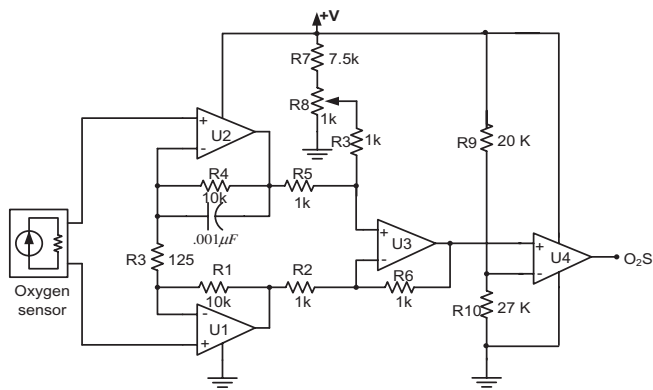 +V
R7
7.5k
R8
1k
R3
1k
+
-
U2
R9
20 K
R4
10k
R5
1k
.001µF
+
-
U3
+
-
U4
O₂S
R3
125
R1
10k
R2
1k
R6
1k
Oxygen
sensor
-
+
U1
R10
27 K